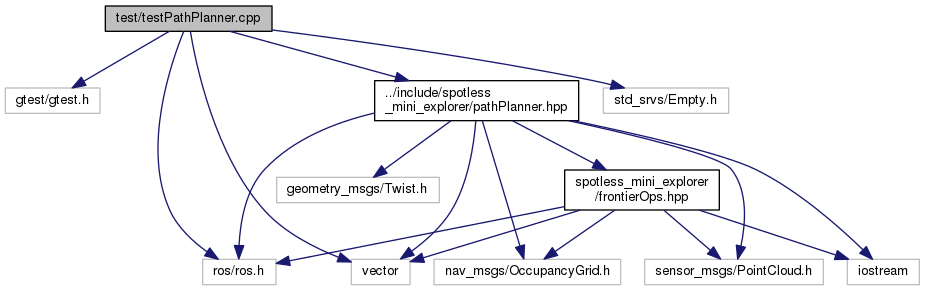 test/testPathPlanner.cpp
gtest/gtest.h
../include/spotless
_mini_explorer/pathPlanner.hpp
std_srvs/Empty.h
geometry_msgs/Twist.h
spotless_mini_explorer
/frontierOps.hpp
ros/ros.h
vector
nav_msgs/OccupancyGrid.h
sensor_msgs/PointCloud.h
iostream